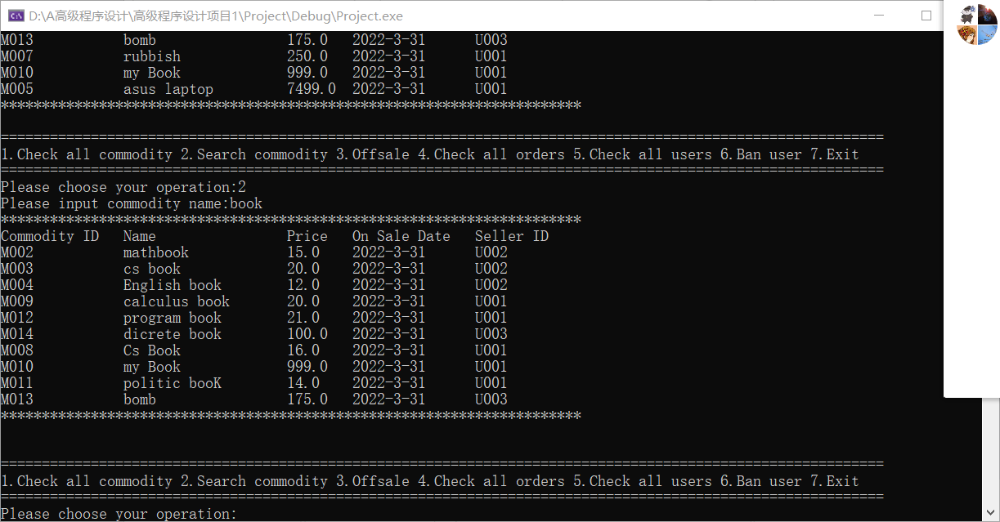 D:\A高级程序设计\高级程序设计项目1\Project\Debug\Project.exe
M013 bomb 175.0 2022-3-31 U003
M007 rubbish 250.0 2022-3-31 U001
M010 my Book 999.0 2022-3-31 U001
M005 asus laptop 7499.0 2022-3-31 U001
***********************************************************************
============================================================================================================
1.Check all commodity 2.Search commodity 3.Offsale 4.Check all orders 5.Check all users 6.Ban user 7.Exit
============================================================================================================
Please choose your operation:2
Please input commodity name:book
***********************************************************************
Commodity ID Name Price On Sale Date Seller ID
M002 mathbook 15.0 2022-3-31 U002
M003 cs book 20.0 2022-3-31 U002
M004 English book 12.0 2022-3-31 U002
M009 calculus book 20.0 2022-3-31 U001
M012 program book 21.0 2022-3-31 U001
M014 dicrete book 100.0 2022-3-31 U003
M008 Cs Book 16.0 2022-3-31 U001
M010 my Book 999.0 2022-3-31 U001
M011 politic booK 14.0 2022-3-31 U001
M013 bomb 175.0 2022-3-31 U003
***********************************************************************
============================================================================================================
1.Check all commodity 2.Search commodity 3.Offsale 4.Check all orders 5.Check all users 6.Ban user 7.Exit
============================================================================================================
Please choose your operation: